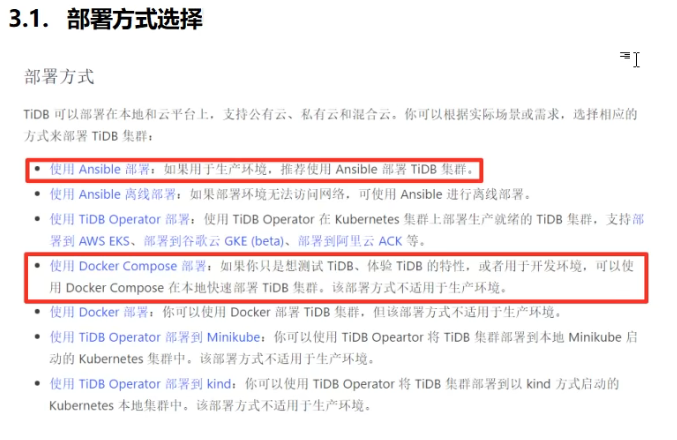 3.1. 部署方式选择
部署方式
TiDB 可以部署在本地和云平台上，支持公有云、私有云和混合云。你可以根据实际场景或需求，选择相应的
方式来部署 TiDB 集群：
• 使用 Ansible 部署：如果用于生产环境，推荐使用 Ansible 部署 TiDB 集群。
• 使用 Ansible 离线部署：如果部署环境无法访问网络，可使用 Ansible 进行离线部署。
• 使用 TiDB Operator 部署：使用 TiDB Operator 在 Kubernetes 集群上部署生产就绪的 TiDB 集群，支持部
署到 AWS EKS、部署到谷歌云 GKE (beta)、部署到阿里云 ACK 等。
• 使用 Docker Compose 部署：如果你只是想测试 TiDB、体验 TiDB 的特性，或者用于开发环境，可以使
用 Docker Compose 在本地快速部署 TiDB 集群。该部署方式不适用于生产环境。
• 使用 Docker 部署：你可以使用 Docker 部署 TiDB 集群，但该部署方式不适用于生产环境。
• 使用 TiDB Operator 部署到 Minikube：你可以使用 TiDB Opeartor 将 TiDB 集群部署到本地 Minikube 启
动的 Kubernetes 集群中。该部署方式不适用于生产环境。
• 使用 TiDB Operator 部署到 kind：你可以使用 TiDB Operator 将 TiDB 集群部署到以 kind 方式启动的
Kubernetes 本地集群中。该部署方式不适用于生产环境。